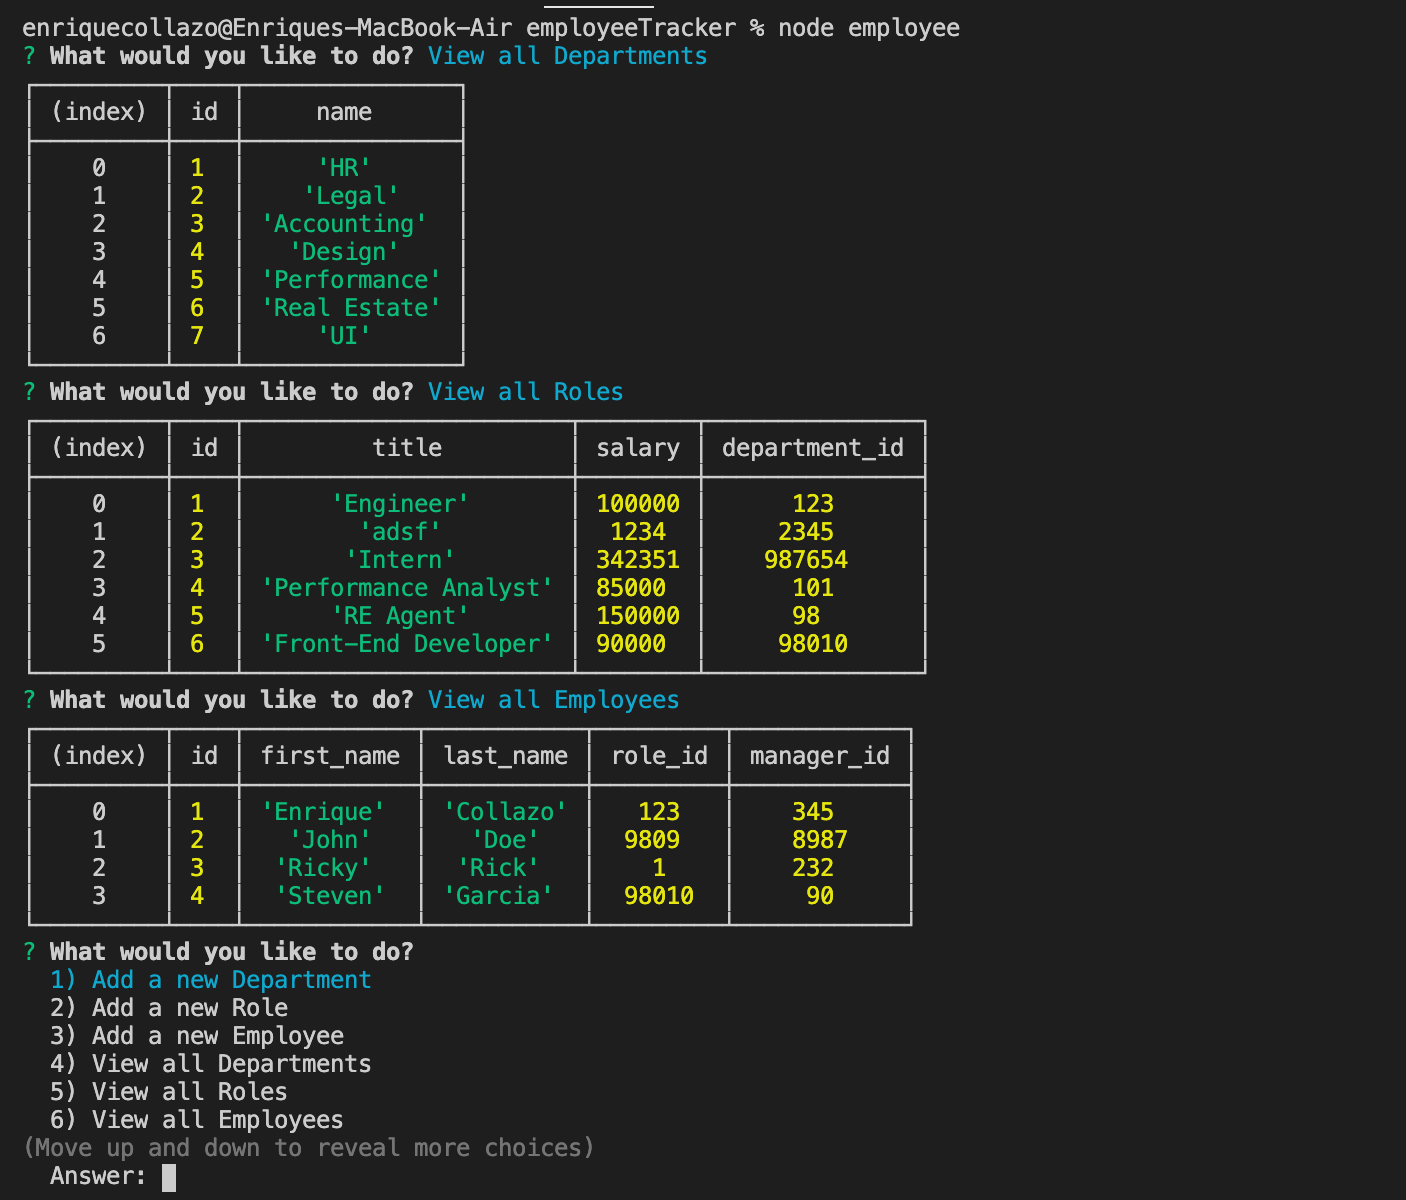 enriquecollazo@Enriques-MacBook-Air employeeTracker % node employee
? What would you like to do? View all Departments
(index) id name
0 1 'HR'
1 2 'Legal'
2 3 'Accounting'
3 4 'Design'
4 5 'Performance'
5 6 'Real Estate'
6 7 'UI'
? What would you like to do? View all Roles
(index) id title salary department_id
0 1 'Engineer' 100000 123
1 2 'adsf' 1234 2345
2 3 'Intern' 342351 987654
3 4 'Performance Analyst' 85000 101
4 5 'RE Agent' 150000 98
5 6 'Front-End Developer' 90000 98010
? What would you like to do? View all Employees
(index) id first_name last_name role_id manager_id
0 1 'Enrique' 'Collazo' 123 345
1 2 'John' 'Doe' 9809 8987
2 3 'Ricky' 'Rick' 1 232
3 4 'Steven' 'Garcia' 98010 90
? What would you like to do?
1) Add a new Department
2) Add a new Role
3) Add a new Employee
4) View all Departments
5) View all Roles
6) View all Employees
(Move up and down to reveal more choices)
Answer: